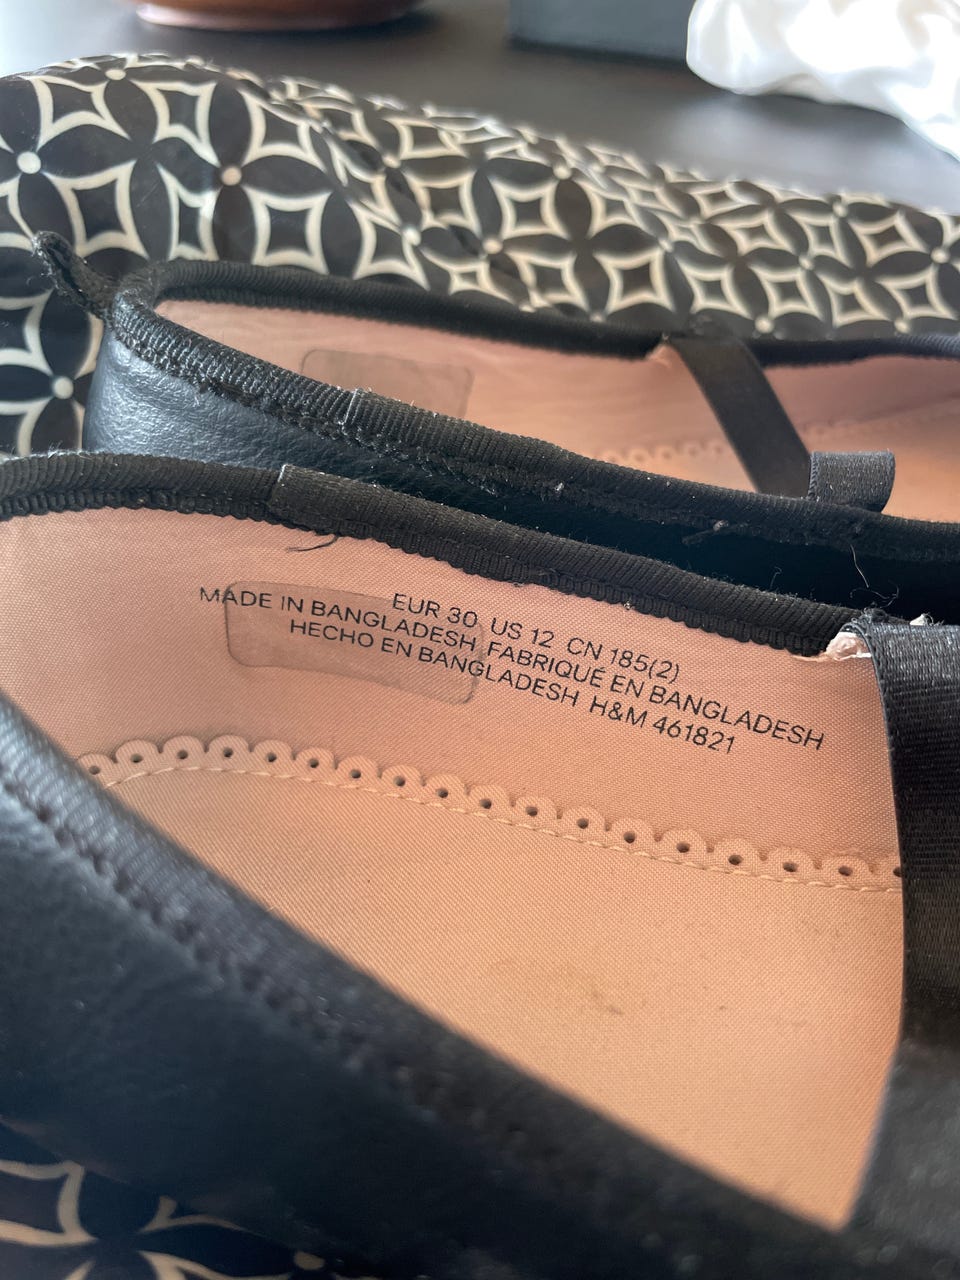 EUR 30 US 12 CN 185(2)
MADE IN BANGLADESH, FABRIQUÉ EN BANGLADESH
HECHO EN BANGLADESH H&M 461821